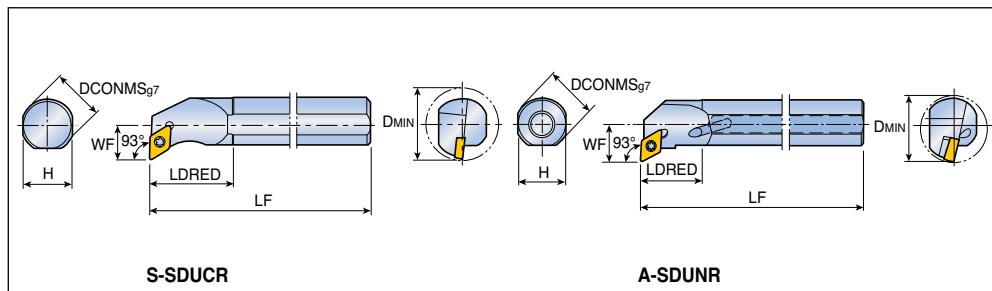 DCONMSg7
WF
93°
H
LDRED
LF
DMIN
S-SDUCR
DCONMSg7
WF
93°
H
LDRED
LF
DMIN
A-SDUNR